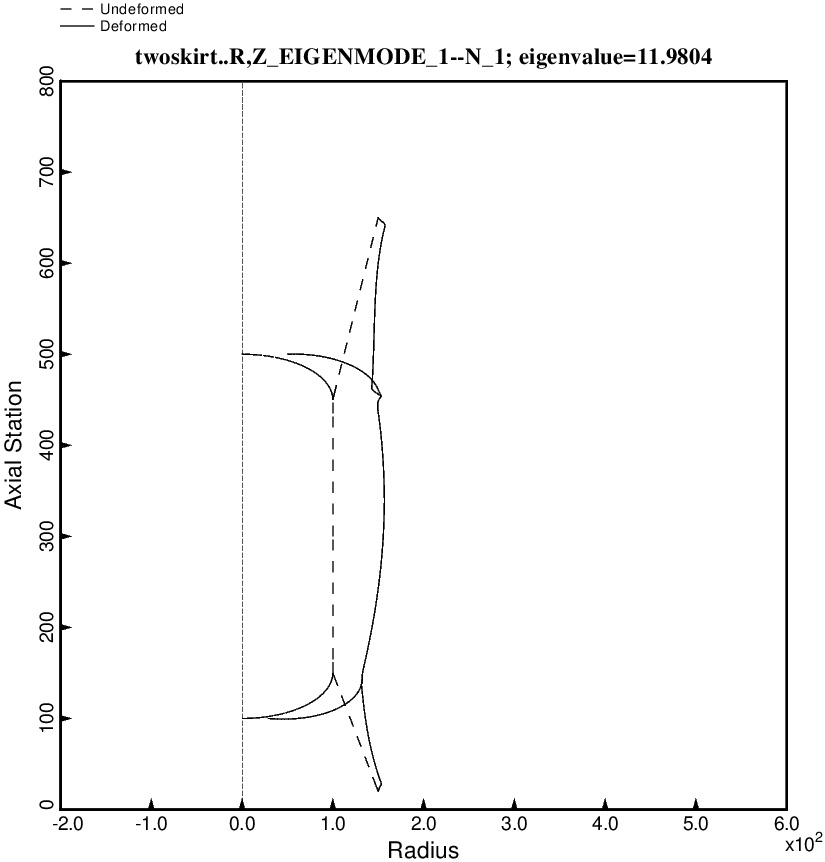 Undeformed
Deformed
twoskirt..R,Z_EIGENMODE_1--N_1; eigenvalue=11.9804
800
700
600
500
400
300
200
100
0
Axial Station
-2.0 -1.0 0.0 1.0 2.0 3.0 4.0 5.0 6.0
x10²
Radius